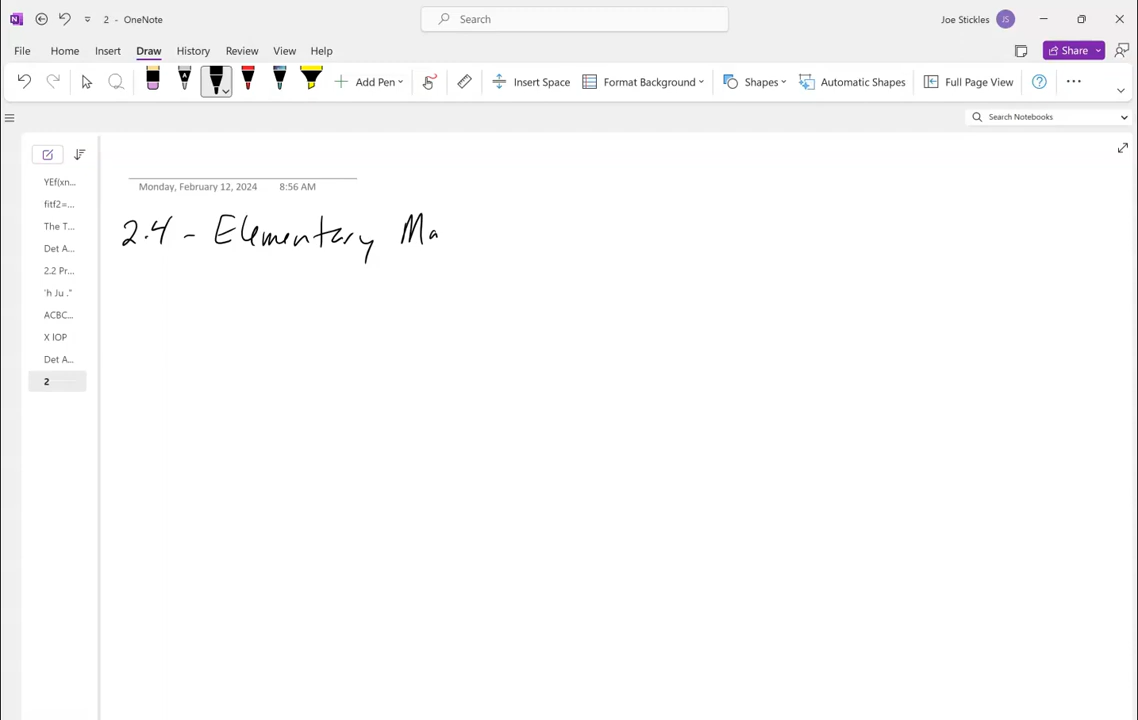 2 - OneNote
Search
Joe Stickles
JS
File Home Insert Draw History Review View Help
Share
Add Pen
Insert Space
Format Background
Shapes
Automatic Shapes
Full Page View
Search Notebooks
Monday, February 12, 2024 8:56 AM
2.4 - Elementary Ma
YEf(xn...
fitf2=...
The T...
Det A...
2.2 Pr...
'h Ju ."
ACBC...
X IOP
Det A...
2